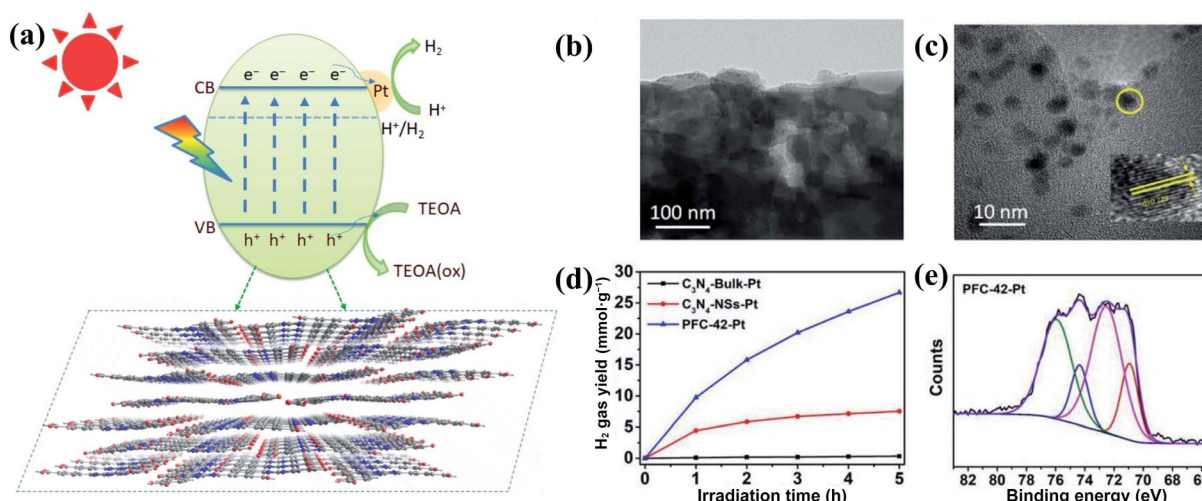 (a)
e⁻ e⁻ e⁻ e⁻
CB
Pt
H₂
H⁺
H⁺/H₂
VB
h⁺ h⁺ h⁺ h⁺
TEOA
TEOA(ox)
(b)
100 nm
(c)
10 nm
(d)
C₃N₄-Bulk-Pt
C₃N₄-NSs-Pt
PFC-42-Pt
H₂ gas yield (mmol·g⁻¹)
30
25
20
15
10
5
0
0 1 2 3 4 5
Irradiation time (h)
(e)
PFC-42-Pt
Counts
82 80 78 76 74 72 70 68 66
Binding energy (eV)